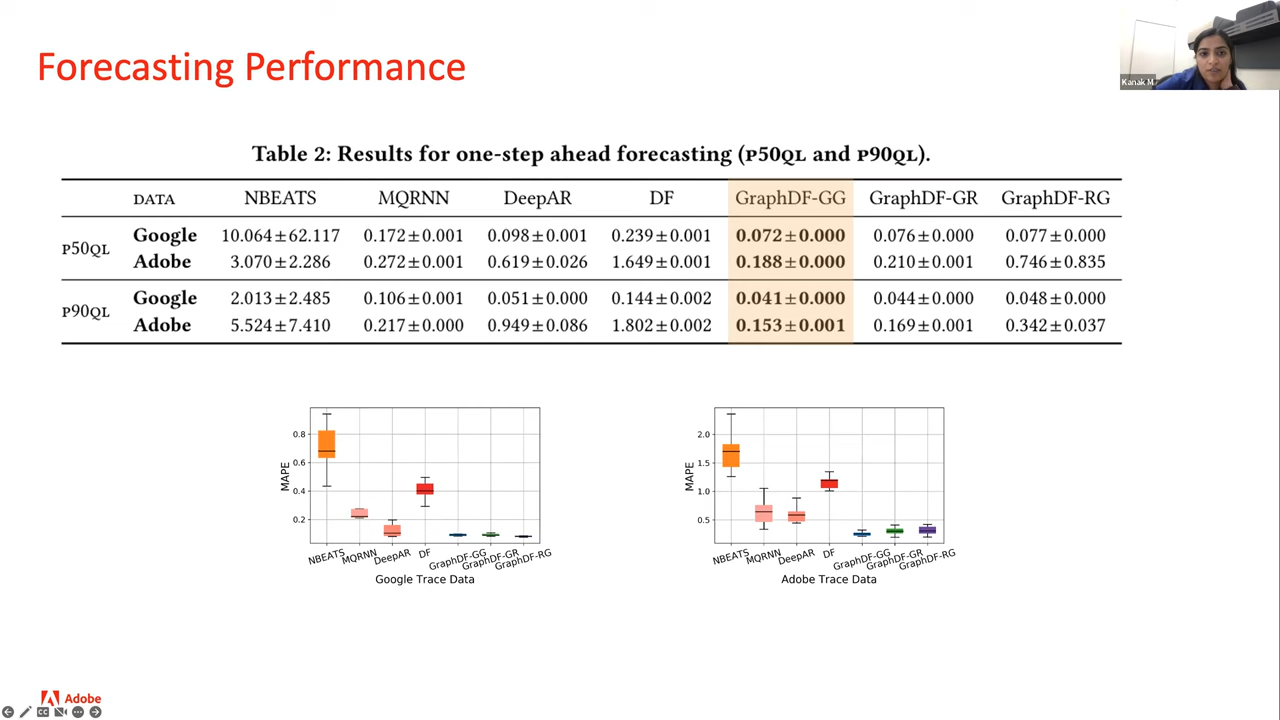 Forecasting Performance
Kanak M
Table 2: Results for one-step ahead forecasting (P50QL and P90QL).
DATA NBEATS MQRNN DeepAR DF GraphDF-GG GraphDF-GR GraphDF-RG
P50QL
Google 10.064±62.117 0.172±0.001 0.098±0.001 0.239±0.001 0.072±0.000 0.076±0.000 0.077±0.000
Adobe 3.070±2.286 0.272±0.001 0.619±0.026 1.649±0.001 0.188±0.000 0.210±0.001 0.746±0.835
P90QL
Google 2.013±2.485 0.106±0.001 0.051±0.000 0.144±0.002 0.041±0.000 0.044±0.000 0.048±0.000
Adobe 5.524±7.410 0.217±0.000 0.949±0.086 1.802±0.002 0.153±0.001 0.169±0.001 0.342±0.037
MAPE
0.8
0.6
0.4
0.2
NBEATS MQRNN DeepAR DF GraphDF-GG GraphDF-GR GraphDF-RG
Google Trace Data
MAPE
2.0
1.5
1.0
0.5
NBEATS MQRNN DeepAR DF GraphDF-GG GraphDF-GR GraphDF-RG
Adobe Trace Data
Adobe
CC